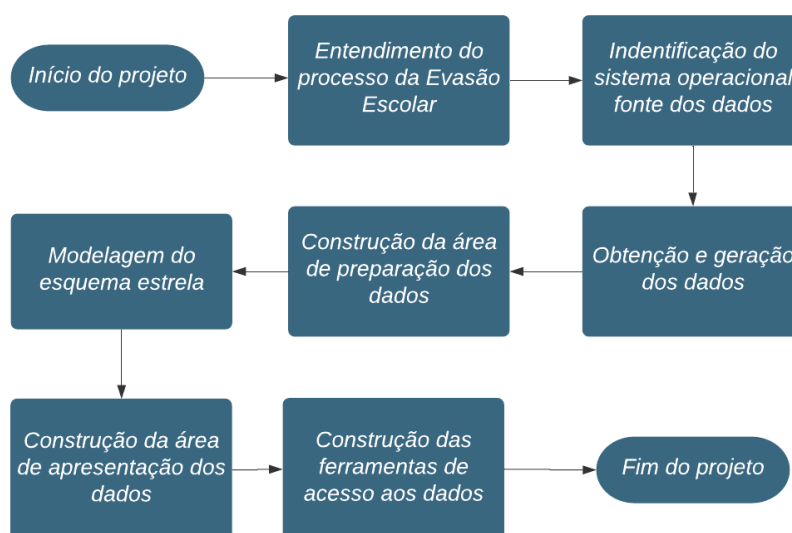 Início do projeto
Entendimento do
processo da Evasão
Escolar
Indentificação do
sistema operacional
fonte dos dados
Obtenção e geração
dos dados
Construção da área
de preparação dos
dados
Modelagem do
esquema estrela
Construção da área
de apresentação dos
dados
Construção das
ferramentas de
acesso aos dados
Fim do projeto